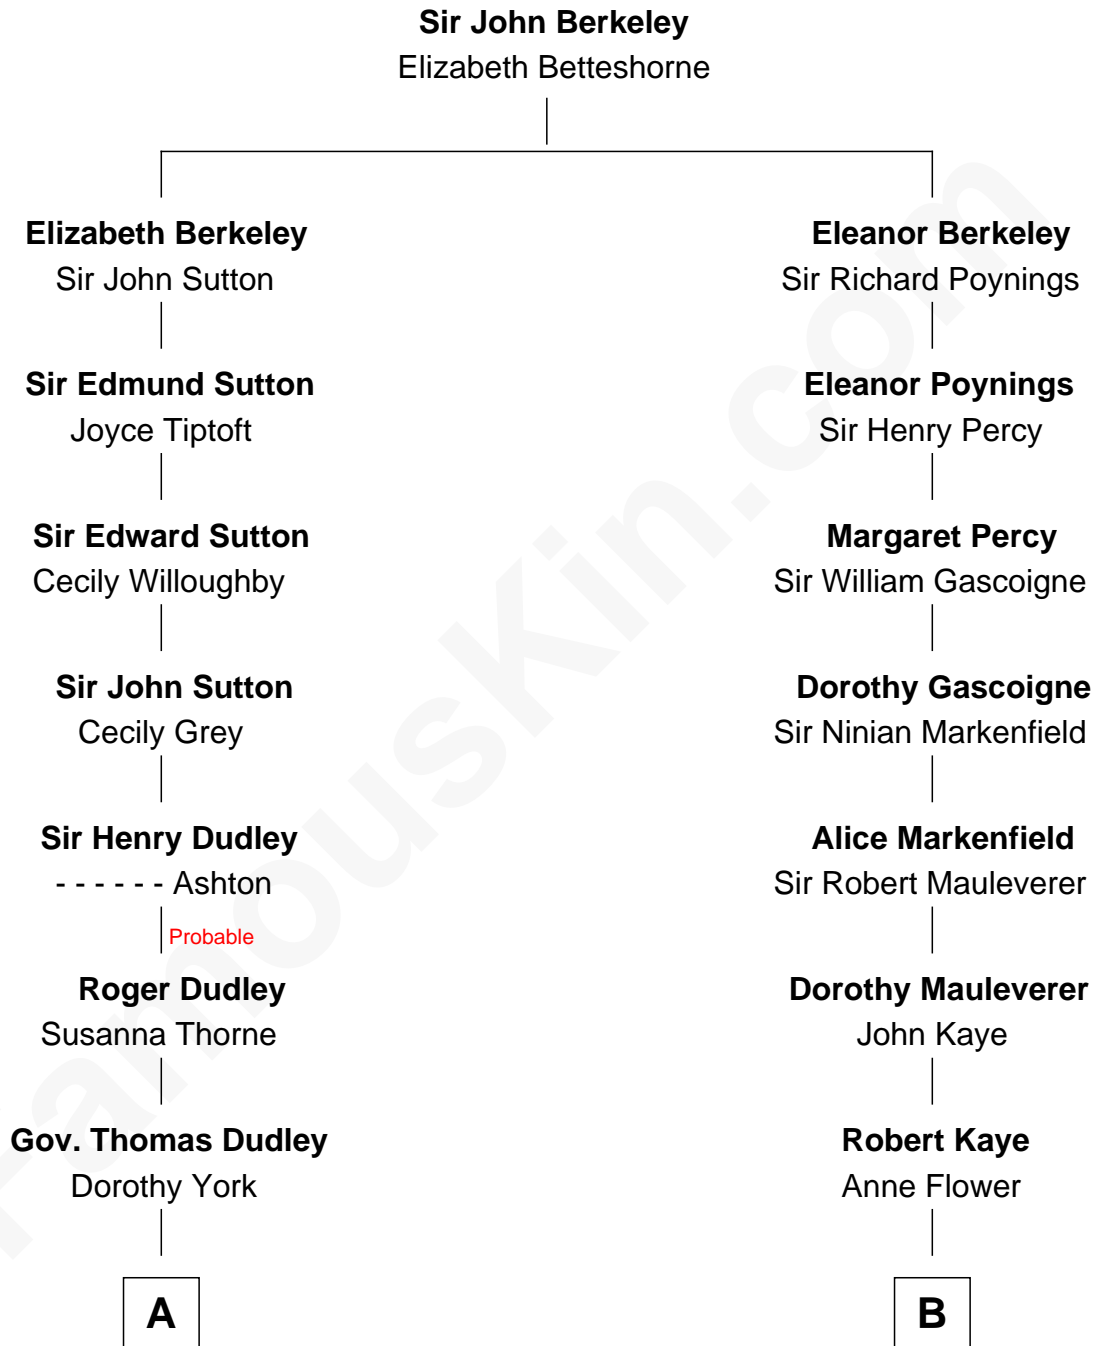 Sir John Berkeley
Elizabeth Betteshorne
Elizabeth Berkeley
Sir John Sutton
Sir Edmund Sutton
Joyce Tiptoft
Sir Edward Sutton
Cecily Willoughby
Sir John Sutton
Cecily Grey
Sir Henry Dudley
- - - - - - Ashton
Probable
Roger Dudley
Susanna Thorne
Gov. Thomas Dudley
Dorothy York
A
Eleanor Berkeley
Sir Richard Poynings
Eleanor Poynings
Sir Henry Percy
Margaret Percy
Sir William Gascoigne
Dorothy Gascoigne
Sir Ninian Markenfield
Alice Markenfield
Sir Robert Mauleverer
Dorothy Mauleverer
John Kaye
Robert Kaye
Anne Flower
B
FamousKin.com